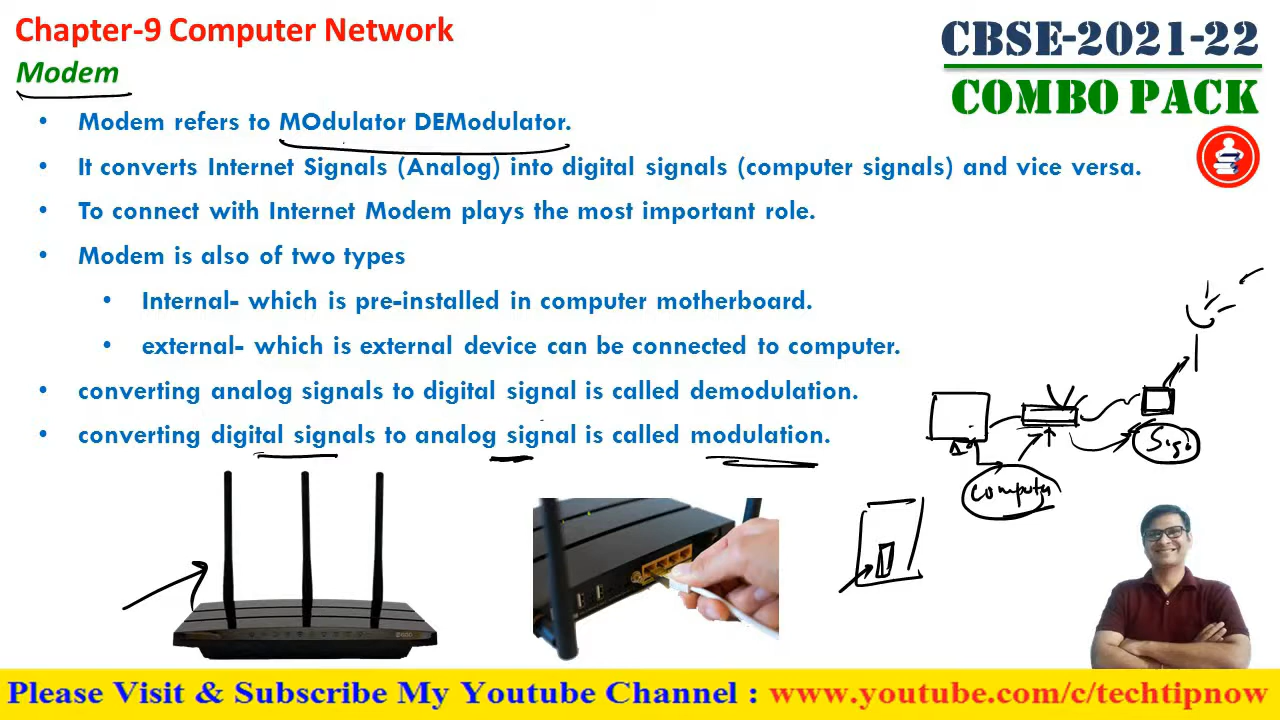 Chapter-9 Computer Network
CBSE-2021-22
Modem
COMBO PACK
• Modem refers to MOdulator DEModulator.
• It converts Internet Signals (Analog) into digital signals (computer signals) and vice versa.
• To connect with Internet Modem plays the most important role.
• Modem is also of two types
• Internal- which is pre-installed in computer motherboard.
• external- which is external device can be connected to computer.
• converting analog signals to digital signal is called demodulation.
• converting digital signals to analog signal is called modulation.
Computer
Please Visit & Subscribe My Youtube Channel : www.youtube.com/c/techtipnow